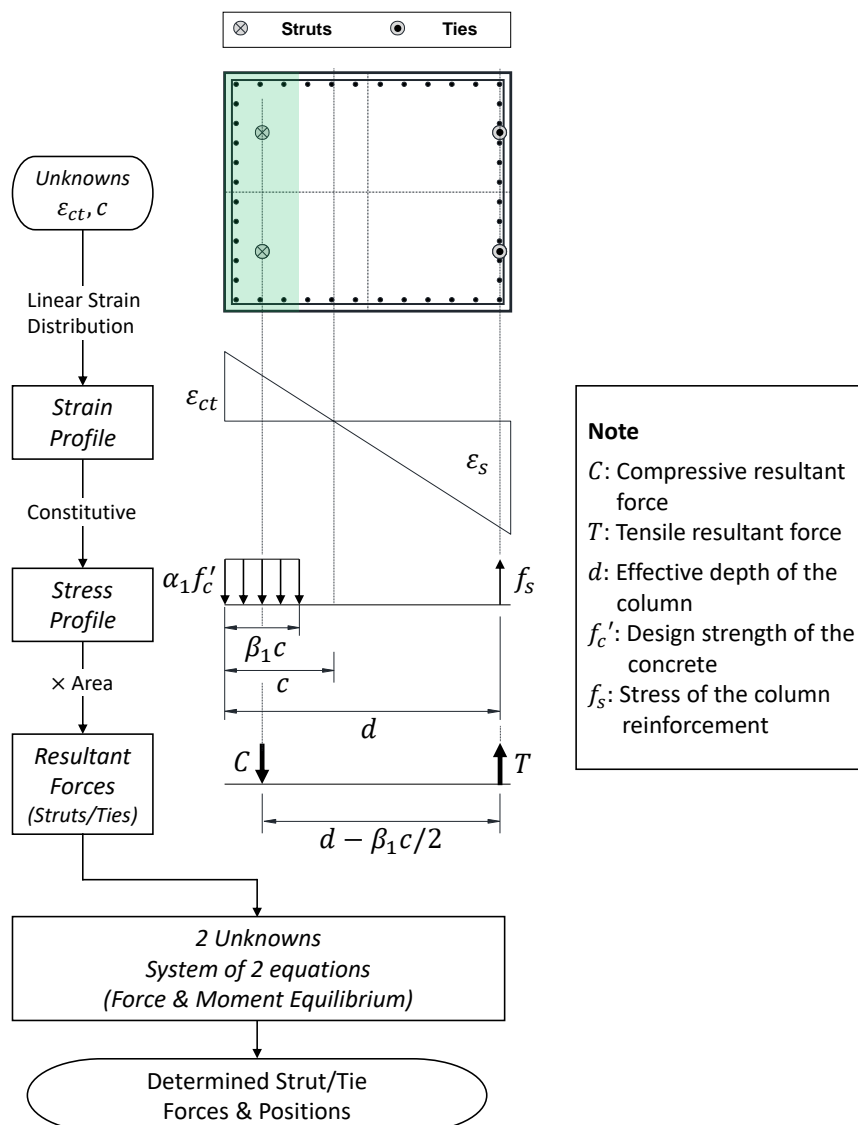 Struts Ties
Unknowns
ε_ct, c
Linear Strain
Distribution
Strain
Profile
ε_ct
ε_s
Constitutive
Stress
Profile
α₁f_c′
f_s
β₁c
c
d
× Area
Resultant
Forces
(Struts/Ties)
C
T
d − β₁c/2
2 Unknowns
System of 2 equations
(Force & Moment Equilibrium)
Determined Strut/Tie
Forces & Positions
Note
C: Compressive resultant
force
T: Tensile resultant force
d: Effective depth of the
column
f_c′: Design strength of the
concrete
f_s: Stress of the column
reinforcement